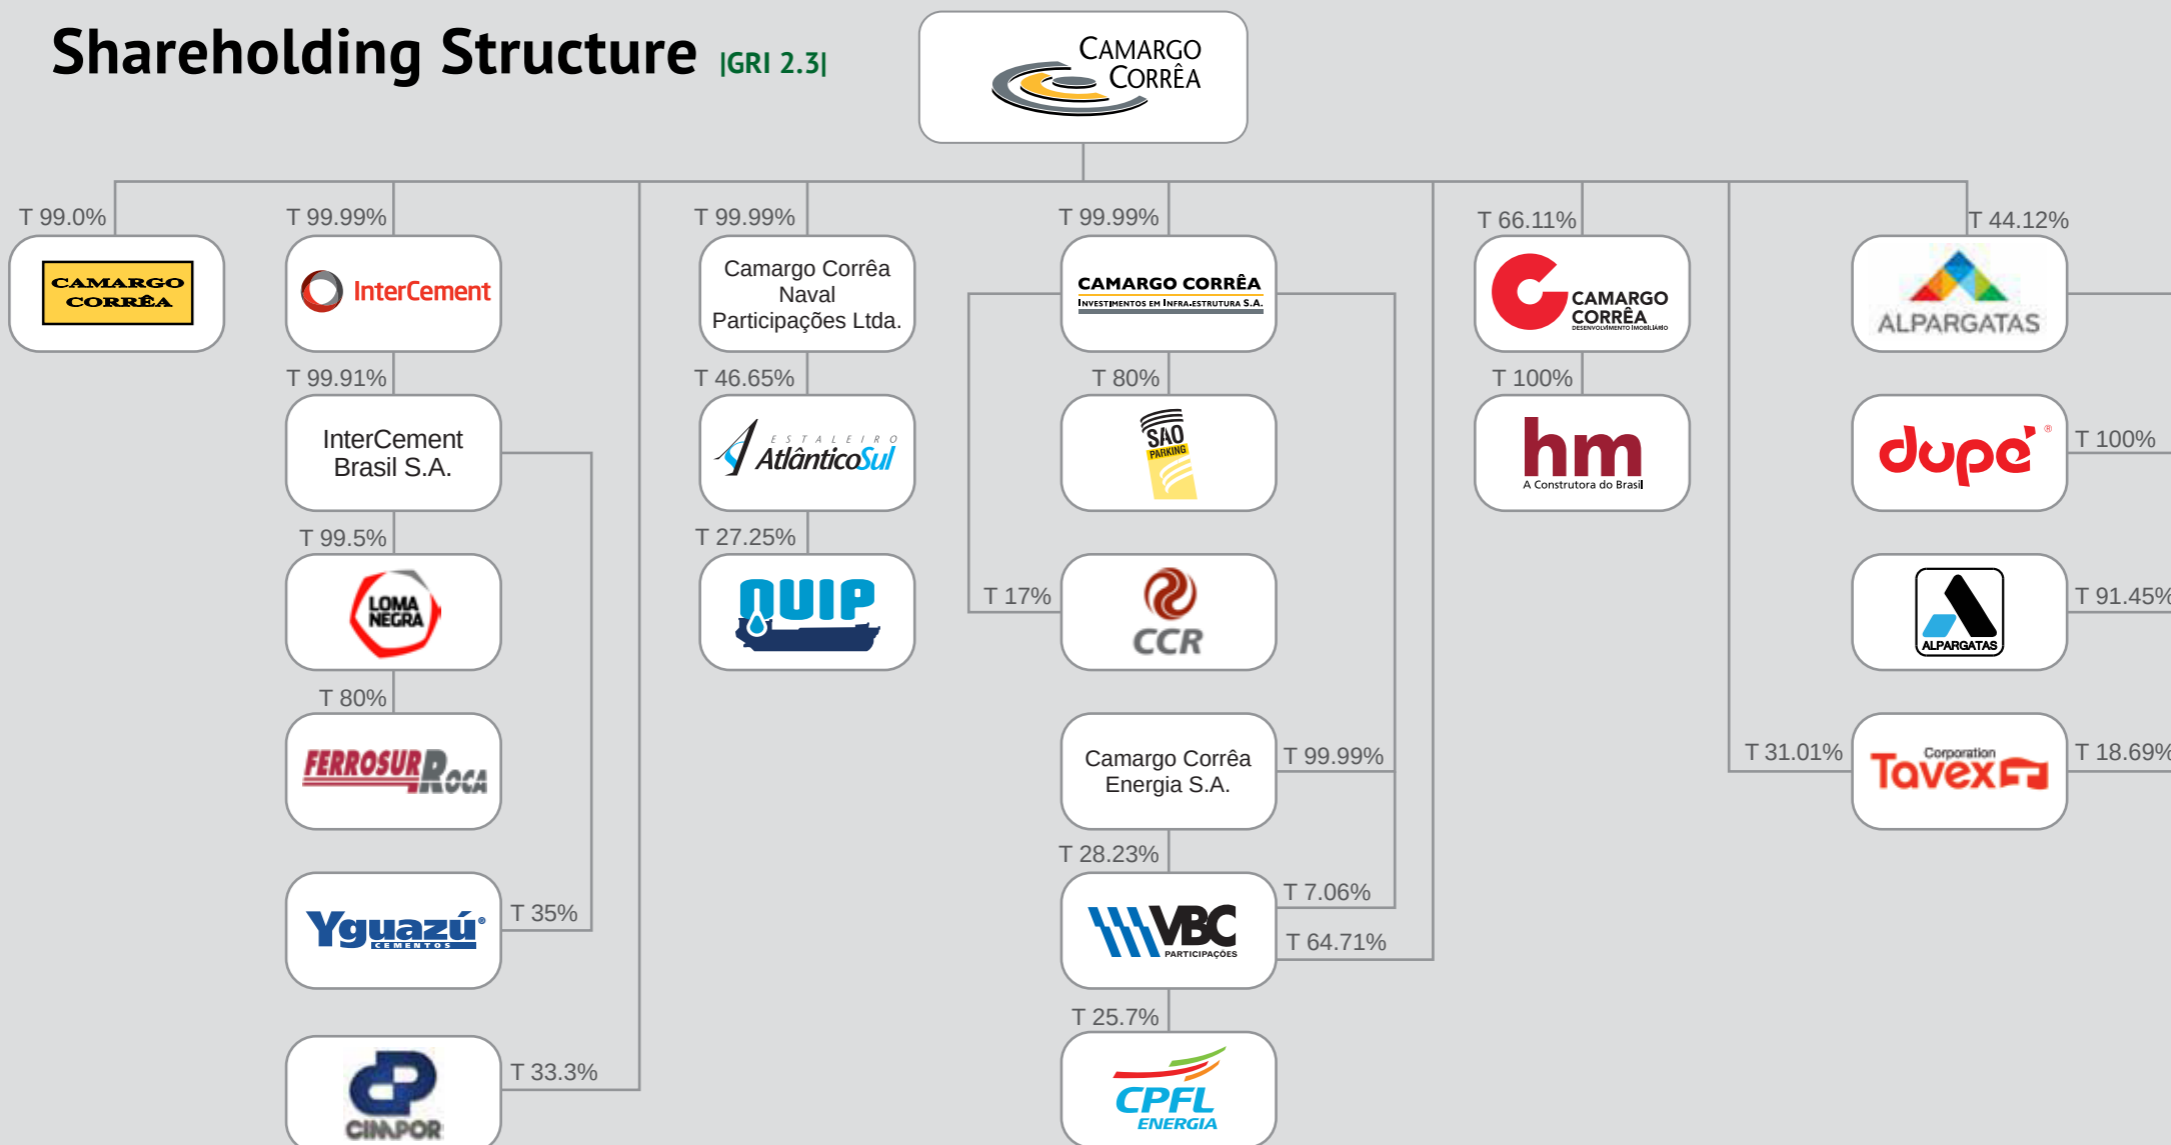 Shareholding Structure |GRI 2.3|
CAMARGO
CORRÊA
T 99.0%
T 99.99%
T 99.99%
T 99.99%
T 66.11%
T 44.12%
CAMARGO
CORRÊA
InterCement
Camargo Corrêa
Naval
Participações Ltda.
CAMARGO CORRÊA
INVESTIMENTOS EM INFRA-ESTRUTURA S.A.
CAMARGO
CORRÊA
DESENVOLVIMENTO IMOBILIÁRIO
ALPARGATAS
T 99.91%
T 46.65%
T 80%
T 100%
InterCement
Brasil S.A.
ESTALEIRO
AtlânticoSul
SAO
PARKING
hm
A Construtora do Brasil
dupé®
T 100%
T 99.5%
T 27.25%
LOMA
NEGRA
QUIP
T 17%
CCR
ALPARGATAS
T 91.45%
T 80%
FERROSUR ROCA
Camargo Corrêa
Energia S.A.
T 99.99%
T 31.01%
Corporation
Tavex
T 18.69%
T 28.23%
Yguazú®
CEMENTOS
T 35%
VBC
PARTICIPAÇÕES
T 7.06%
T 64.71%
T 25.7%
CIMPOR
T 33.3%
CPFL
ENERGIA